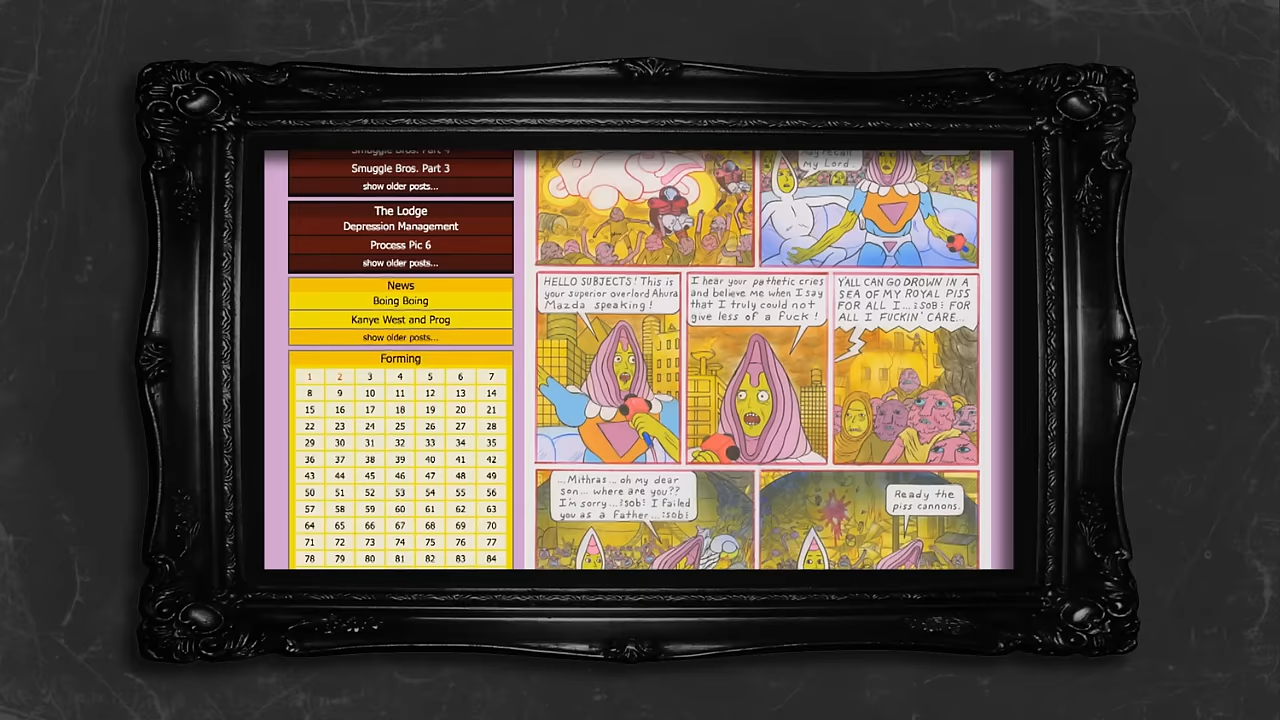 Smuggle Bros. Part 4
Smuggle Bros. Part 3
show older posts...
The Lodge
Depression Management
Process Pic 6
show older posts...
News
Boing Boing
Kanye West and Prog
show older posts...
Forming
1 2 3 4 5 6 7
8 9 10 11 12 13 14
15 16 17 18 19 20 21
22 23 24 25 26 27 28
29 30 31 32 33 34 35
36 37 38 39 40 41 42
43 44 45 46 47 48 49
50 51 52 53 54 55 56
57 58 59 60 61 62 63
64 65 66 67 68 69 70
71 72 73 74 75 76 77
78 79 80 81 82 83 84
may recall
my Lord.
HELLO SUBJECTS! This is
your superior overlord Ahura
Mazda speaking!
I hear your pathetic cries
and believe me when I say
that I truly could not
give less of a fuck!
Y'ALL CAN GO DROWN IN A
SEA OF MY ROYAL PISS
FOR ALL I... :SOB: FOR
ALL I FUCKIN' CARE...
...Mithras... oh my dear
son... where are you??
I'm sorry...:sob: I failed
you as a Father...:sob:
Ready the
piss cannons.